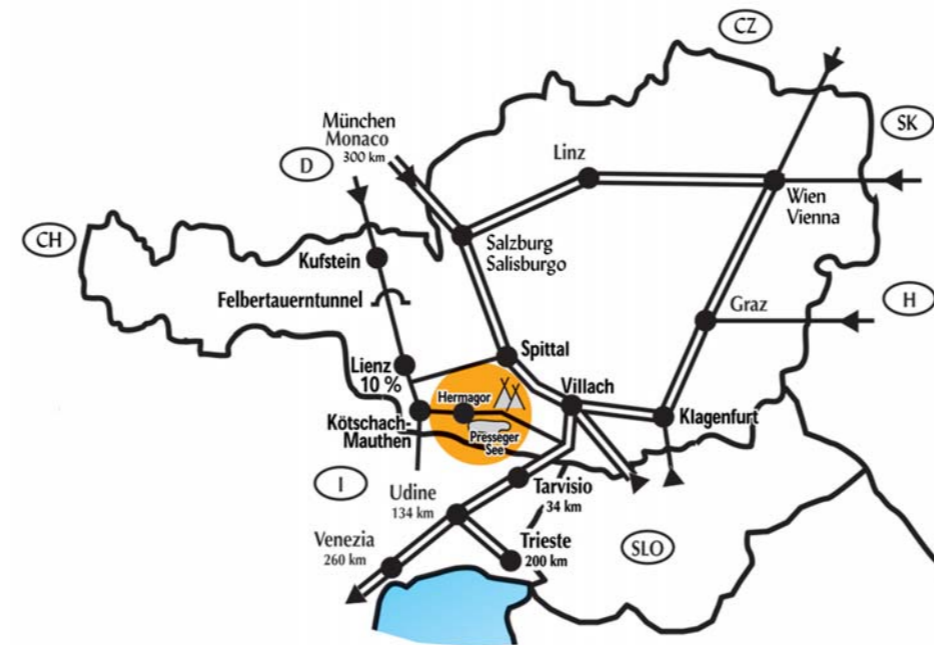 CZ
SK
München
Monaco
300 km
D
Linz
Wien
Vienna
CH
Salzburg
Salisburgo
Kufstein
Felbertauerntunnel
Graz
H
Lienz
10 %
Spittal
Hermagor
Villach
Kötschach-
Mauthen
Presseger
See
Klagenfurt
I
Udine
134 km
Tarvisio
34 km
Venezia
260 km
Trieste
200 km
SLO